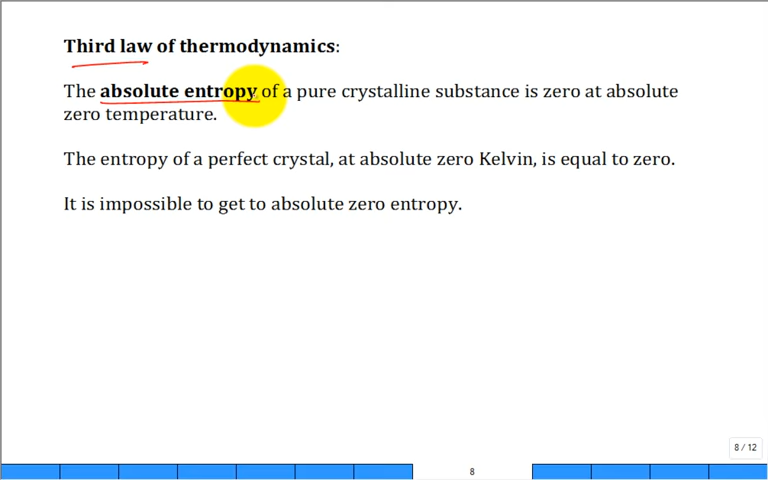 Third law of thermodynamics:
The absolute entropy of a pure crystalline substance is zero at absolute
zero temperature.
The entropy of a perfect crystal, at absolute zero Kelvin, is equal to zero.
It is impossible to get to absolute zero entropy.
8 / 12
8